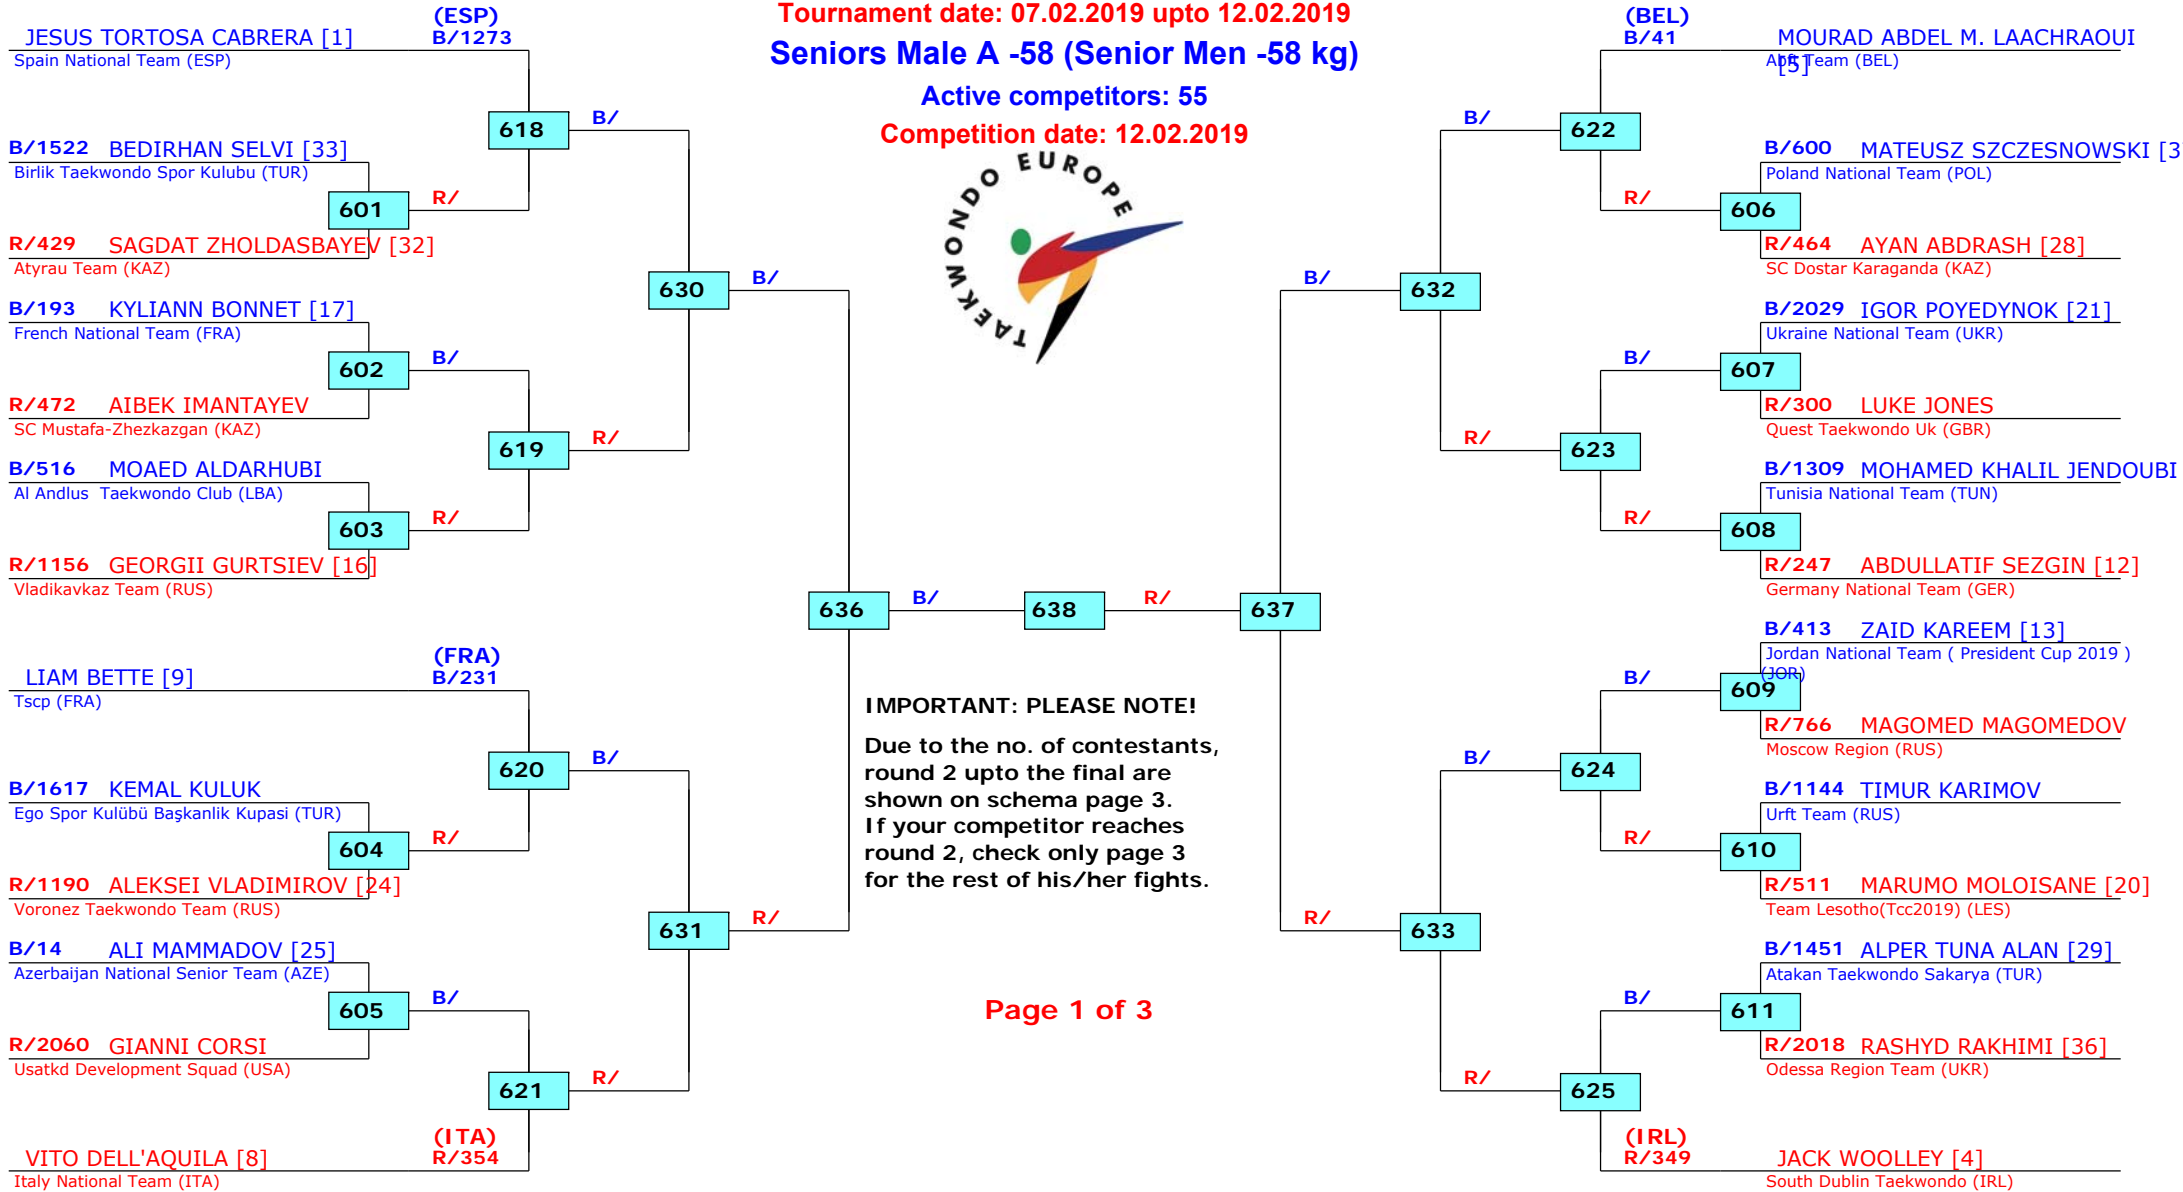 Tournament date: 07.02.2019 upto 12.02.2019
Seniors Male A -58 (Senior Men -58 kg)
Active competitors: 55
Competition date: 12.02.2019
TAEKWONDO EUROPE
(ESP)
JESUS TORTOSA CABRERA [1] B/1273
Spain National Team (ESP)
618 B/
B/1522 BEDIRHAN SELVI [33]
Birlik Taekwondo Spor Kulubu (TUR)
601 R/
R/429 SAGDAT ZHOLDASBAYEV [32]
Atyrau Team (KAZ)
630 B/
B/193 KYLIANN BONNET [17]
French National Team (FRA)
602 B/
R/472 AIBEK IMANTAYEV
SC Mustafa-Zhezkazgan (KAZ)
619 R/
B/516 MOAED ALDARHUBI
Al Andlus Taekwondo Club (LBA)
603 R/
R/1156 GEORGII GURTSIEV [16]
Vladikavkaz Team (RUS)
636 B/ 638 R/ 637
(FRA)
LIAM BETTE [9] B/231
Tscp (FRA)
620 B/
B/1617 KEMAL KULUK
Ego Spor Kulübü Başkanlik Kupasi (TUR)
604 R/
R/1190 ALEKSEI VLADIMIROV [24]
Voronez Taekwondo Team (RUS)
631 R/
B/14 ALI MAMMADOV [25]
Azerbaijan National Senior Team (AZE)
605 B/
R/2060 GIANNI CORSI
Usatkd Development Squad (USA)
621 R/
(ITA)
VITO DELL'AQUILA [8] R/354
Italy National Team (ITA)
IMPORTANT: PLEASE NOTE!
Due to the no. of contestants,
round 2 upto the final are
shown on schema page 3.
If your competitor reaches
round 2, check only page 3
for the rest of his/her fights.
Page 1 of 3
(BEL)
B/41 MOURAD ABDEL M. LAACHRAOUI
[5]
Abft Team (BEL)
B/ 622
B/600 MATEUSZ SZCZESNOWSKI [3
Poland National Team (POL)
R/ 606
R/464 AYAN ABDRASH [28]
SC Dostar Karaganda (KAZ)
B/ 632
B/2029 IGOR POYEDYNOK [21]
Ukraine National Team (UKR)
B/ 607
R/300 LUKE JONES
Quest Taekwondo Uk (GBR)
R/ 623
B/1309 MOHAMED KHALIL JENDOUBI
Tunisia National Team (TUN)
R/ 608
R/247 ABDULLATIF SEZGIN [12]
Germany National Team (GER)
B/413 ZAID KAREEM [13]
Jordan National Team ( President Cup 2019 )
(JOR)
B/ 609
R/766 MAGOMED MAGOMEDOV
Moscow Region (RUS)
B/ 624
B/1144 TIMUR KARIMOV
Urft Team (RUS)
R/ 610
R/511 MARUMO MOLOISANE [20]
Team Lesotho(Tcc2019) (LES)
R/ 633
B/1451 ALPER TUNA ALAN [29]
Atakan Taekwondo Sakarya (TUR)
B/ 611
R/2018 RASHYD RAKHIMI [36]
Odessa Region Team (UKR)
R/ 625
(IRL)
R/349 JACK WOOLLEY [4]
South Dublin Taekwondo (IRL)